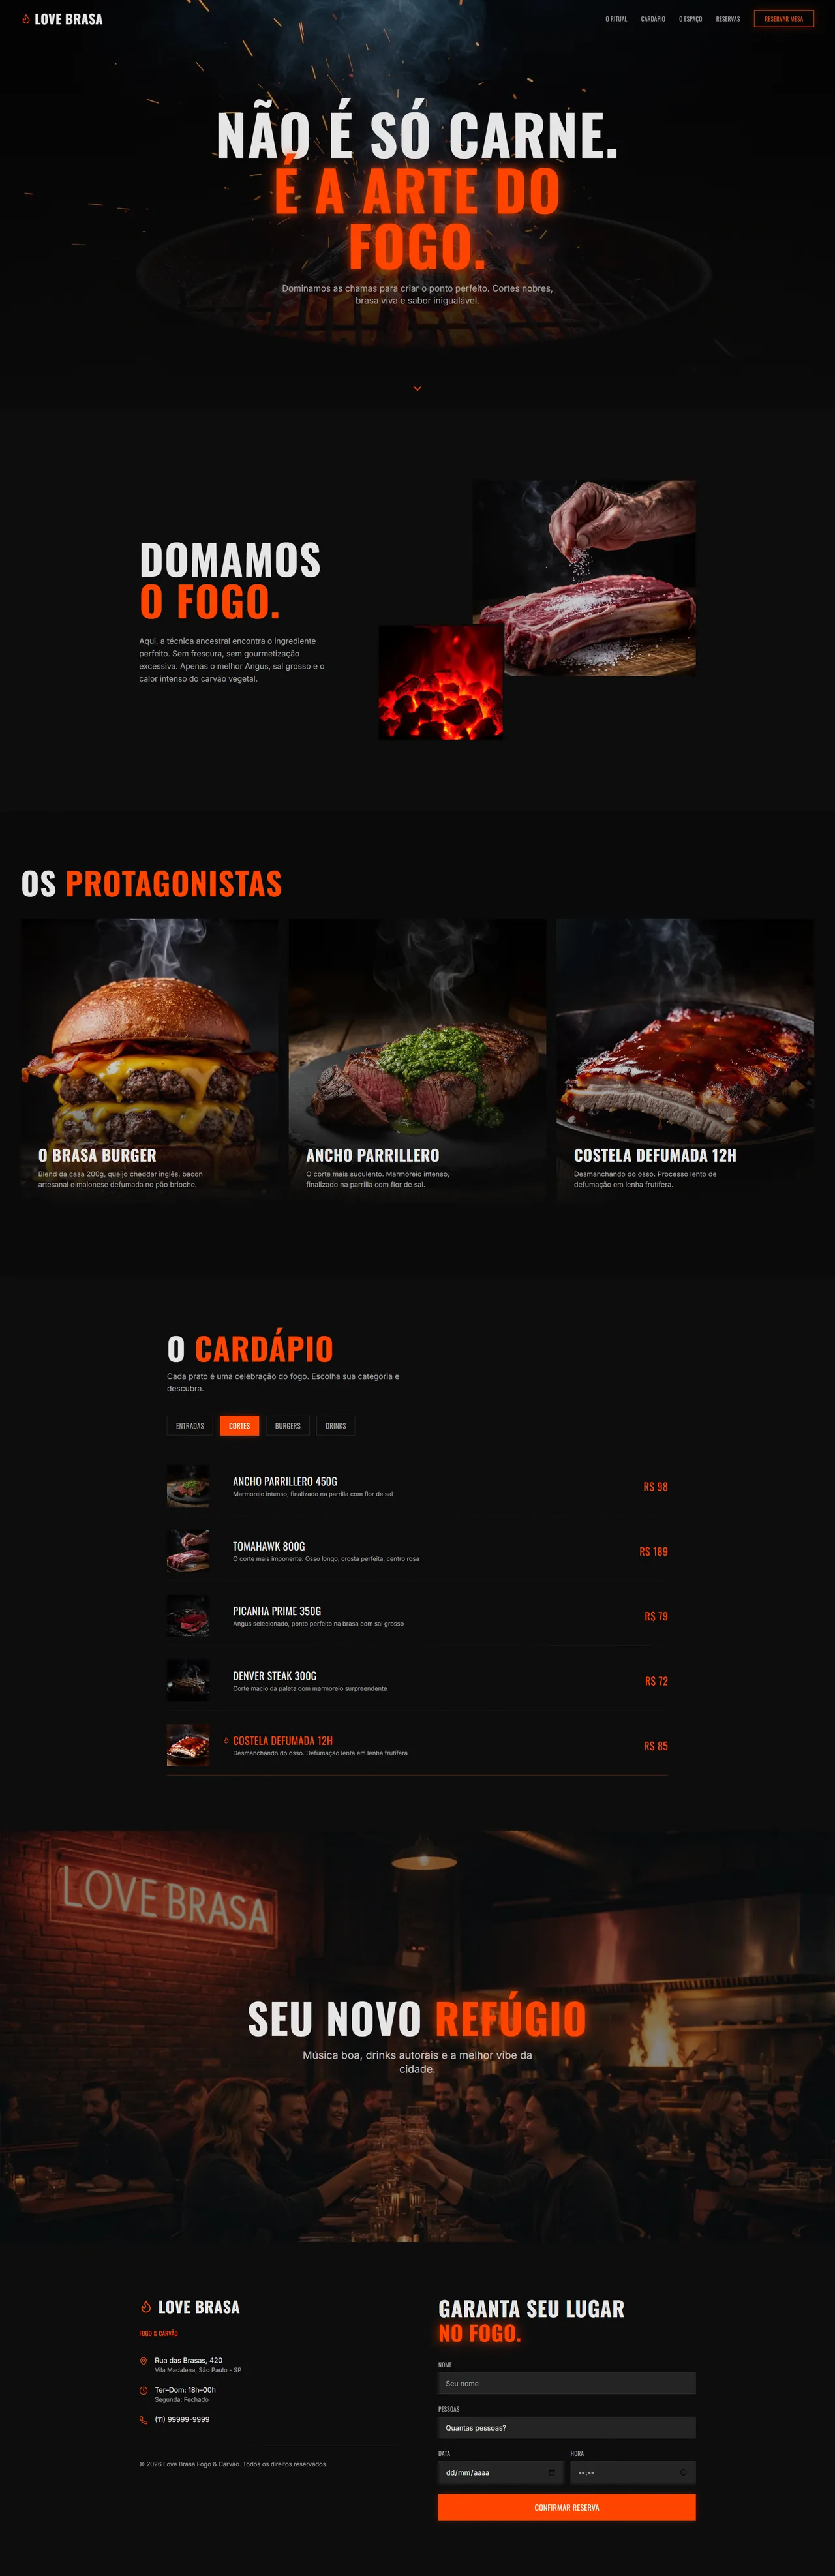 LOVE BRASA
O RITUAL
CARDÁPIO
O ESPAÇO
RESERVAS
RESERVAR MESA
NÃO É SÓ CARNE.
É A ARTE DO
FOGO.
Dominamos as chamas para criar o ponto perfeito. Cortes nobres,
brasa viva e sabor inigualável.
DOMAMOS
O FOGO.
Aqui, a técnica ancestral encontra o ingrediente
perfeito. Sem frescura, sem gourmetização
excessiva. Apenas o melhor Angus, sal grosso e o
calor intenso do carvão vegetal.
OS PROTAGONISTAS
O BRASA BURGER
Blend da casa 200g, queijo cheddar inglês, bacon
artesanal e maionese defumada no pão brioche.
ANCHO PARRILLERO
O corte mais suculento. Marmoreio intenso,
finalizado na parrilla com flor de sal.
COSTELA DEFUMADA 12H
Desmanchando do osso. Processo lento de
defumação em lenha frutífera.
O CARDÁPIO
Cada prato é uma celebração do fogo. Escolha sua categoria e
descubra.
ENTRADAS
CORTES
BURGERS
DRINKS
ANCHO PARRILLERO 450G
Marmoreio intenso, finalizado na parrilla com flor de sal
R$ 98
TOMAHAWK 800G
O corte mais imponente. Osso longo, crosta perfeita, centro rosa
R$ 189
PICANHA PRIME 350G
Angus selecionado, ponto perfeito na brasa com sal grosso
R$ 79
DENVER STEAK 300G
Corte macio da paleta com marmoreio surpreendente
R$ 72
COSTELA DEFUMADA 12H
Desmanchando do osso. Defumação lenta em lenha frutífera
R$ 85
LOVE BRASA
SEU NOVO REFÚGIO
Música boa, drinks autorais e a melhor vibe da
cidade.
LOVE BRASA
FOGO & CARVÃO
Rua das Brasas, 420
Vila Madalena, São Paulo - SP
Ter–Dom: 18h–00h
Segunda: Fechado
(11) 99999-9999
© 2026 Love Brasa Fogo & Carvão. Todos os direitos reservados.
GARANTA SEU LUGAR
NO FOGO.
NOME
Seu nome
PESSOAS
Quantas pessoas?
DATA
HORA
dd/mm/aaaa
--:--
CONFIRMAR RESERVA